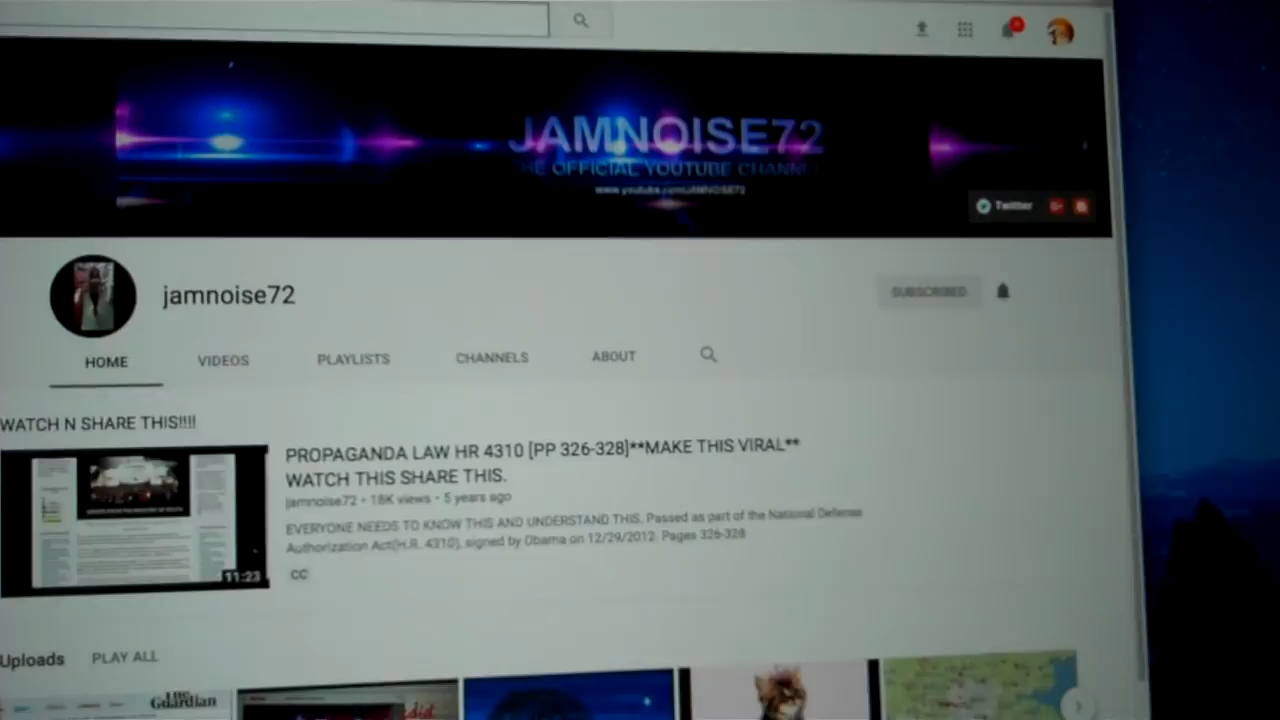 JAMNOISE72
HE OFFICIAL YOUTUBE CHANN
www.youtube.com/JAMNOISE72
Twitter
G+
jamnoise72
SUBSCRIBED
HOME VIDEOS PLAYLISTS CHANNELS ABOUT
WATCH N SHARE THIS!!!!
PROPAGANDA LAW HR 4310 [PP 326-328]**MAKE THIS VIRAL**
WATCH THIS SHARE THIS.
jamnoise72 • 18K views • 5 years ago
EVERYONE NEEDS TO KNOW THIS AND UNDERSTAND THIS. Passed as part of the National Defense
Authorization Act(H.R. 4310), signed by Obama on 12/29/2012. Pages 326-328
11:23
CC
Uploads PLAY ALL
Guardian